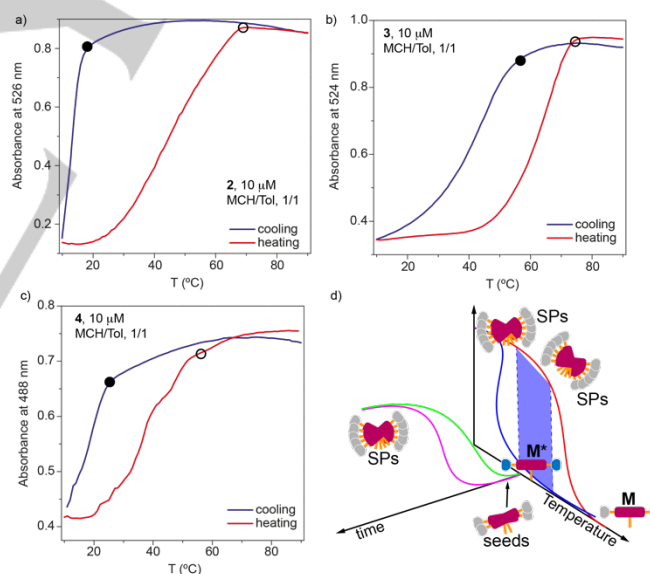 a)
Absorbance at 526 nm
0.8
0.6
0.4
0.2
2, 10 μM
MCH/Tol, 1/1
cooling
heating
20
40
60
80
T (ºC)
b)
Absorbance at 524 nm
1.0
0.8
0.6
0.4
3, 10 μM
MCH/Tol, 1/1
cooling
heating
20
40
60
80
T (ºC)
c)
Absorbance at 488 nm
0.8
0.7
0.6
0.5
0.4
4, 10 μM
MCH/Tol, 1/1
cooling
heating
20
40
60
80
T (ºC)
d)
SPs
SPs
SPs
M*
M
Temperature
time
seeds